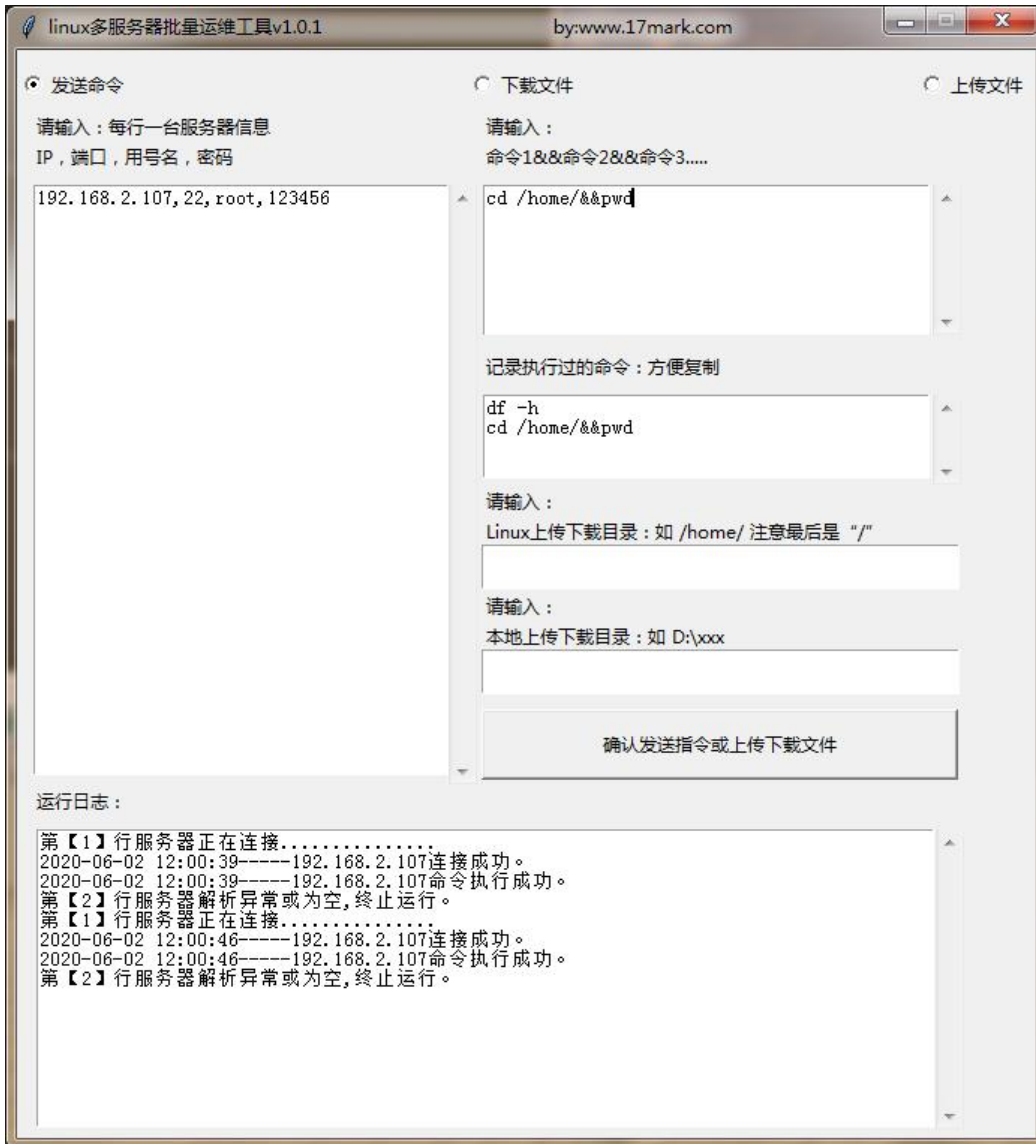 linux多服务器批量运维工具v1.0.1 by:www.17mark.com
发送命令 下载文件 上传文件
请输入：每行一台服务器信息
IP，端口，用号名，密码
192.168.2.107,22,root,123456
请输入：
命令1&&命令2&&命令3.....
cd /home/&&pwd
记录执行过的命令：方便复制
df -h
cd /home/&&pwd
请输入：
Linux上传下载目录：如 /home/ 注意最后是 “/”
请输入：
本地上传下载目录：如 D:\xxx
确认发送指令或上传下载文件
运行日志：
第【1】行服务器正在连接...............
2020-06-02 12:00:39-----192.168.2.107连接成功。
2020-06-02 12:00:39-----192.168.2.107命令执行成功。
第【2】行服务器解析异常或为空,终止运行。
第【1】行服务器正在连接...............
2020-06-02 12:00:46-----192.168.2.107连接成功。
2020-06-02 12:00:46-----192.168.2.107命令执行成功。
第【2】行服务器解析异常或为空,终止运行。